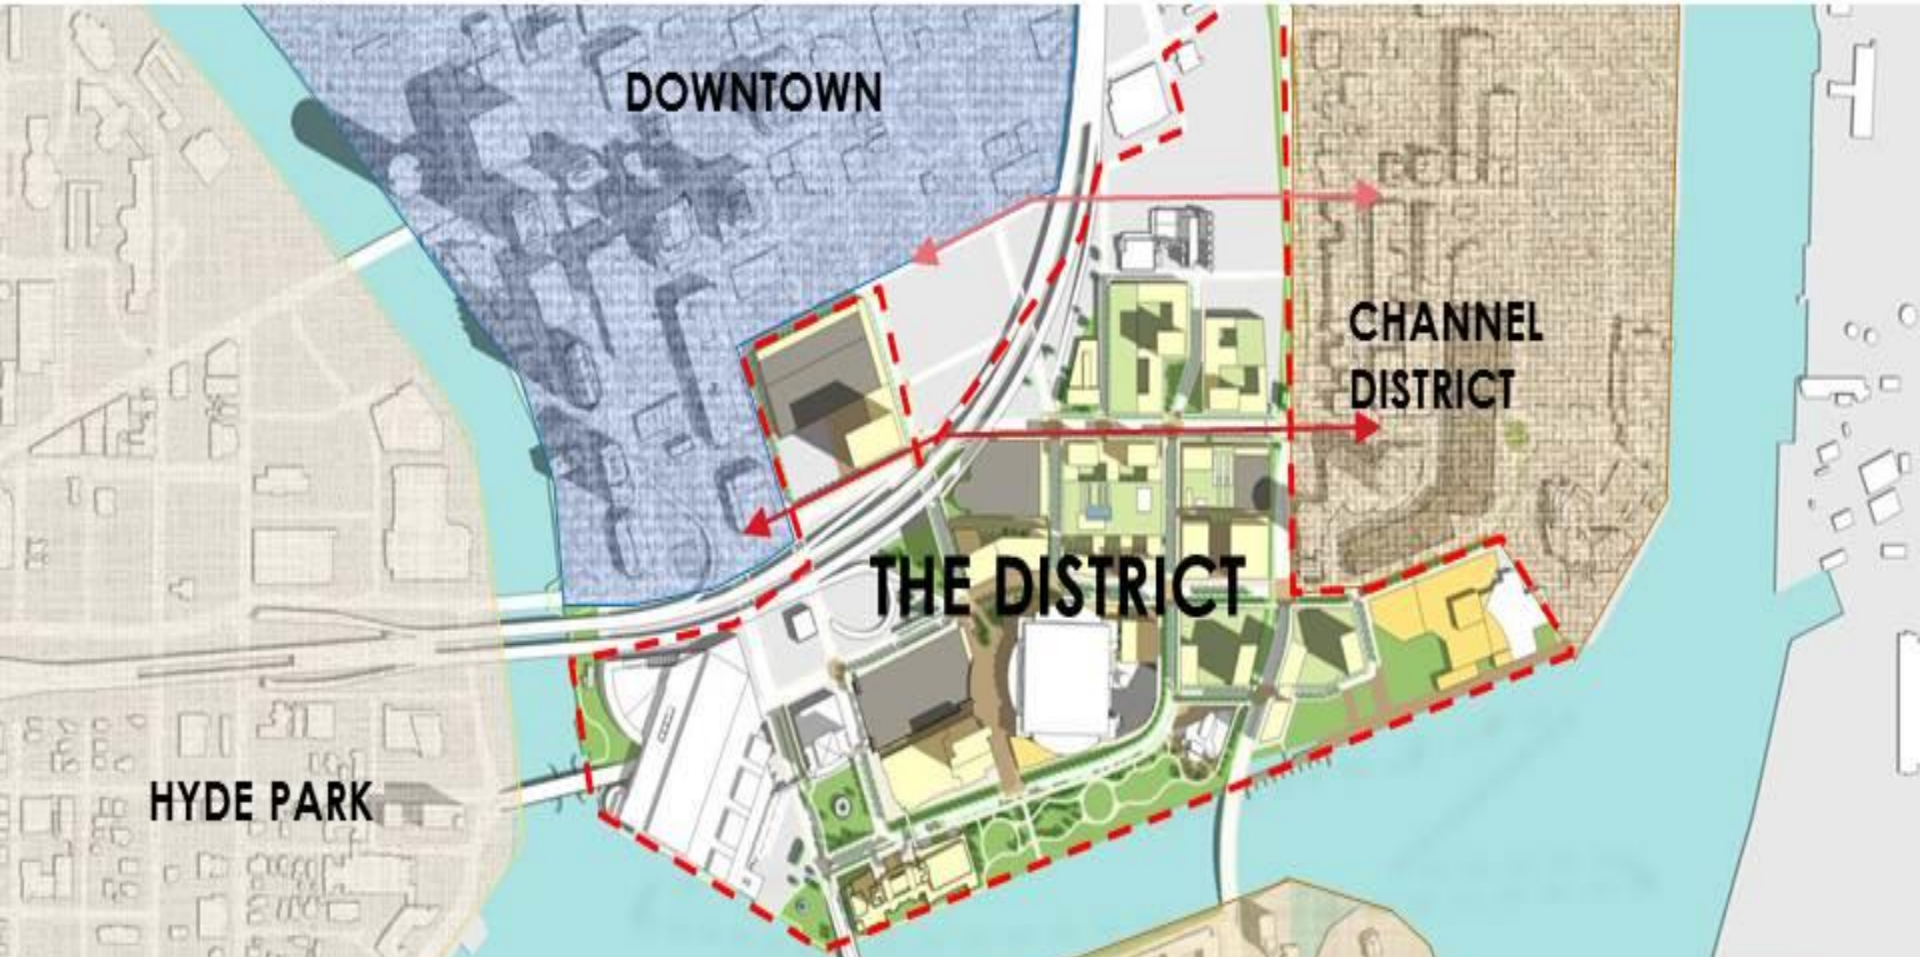 DOWNTOWN
CHANNEL
DISTRICT
THE DISTRICT
HYDE PARK